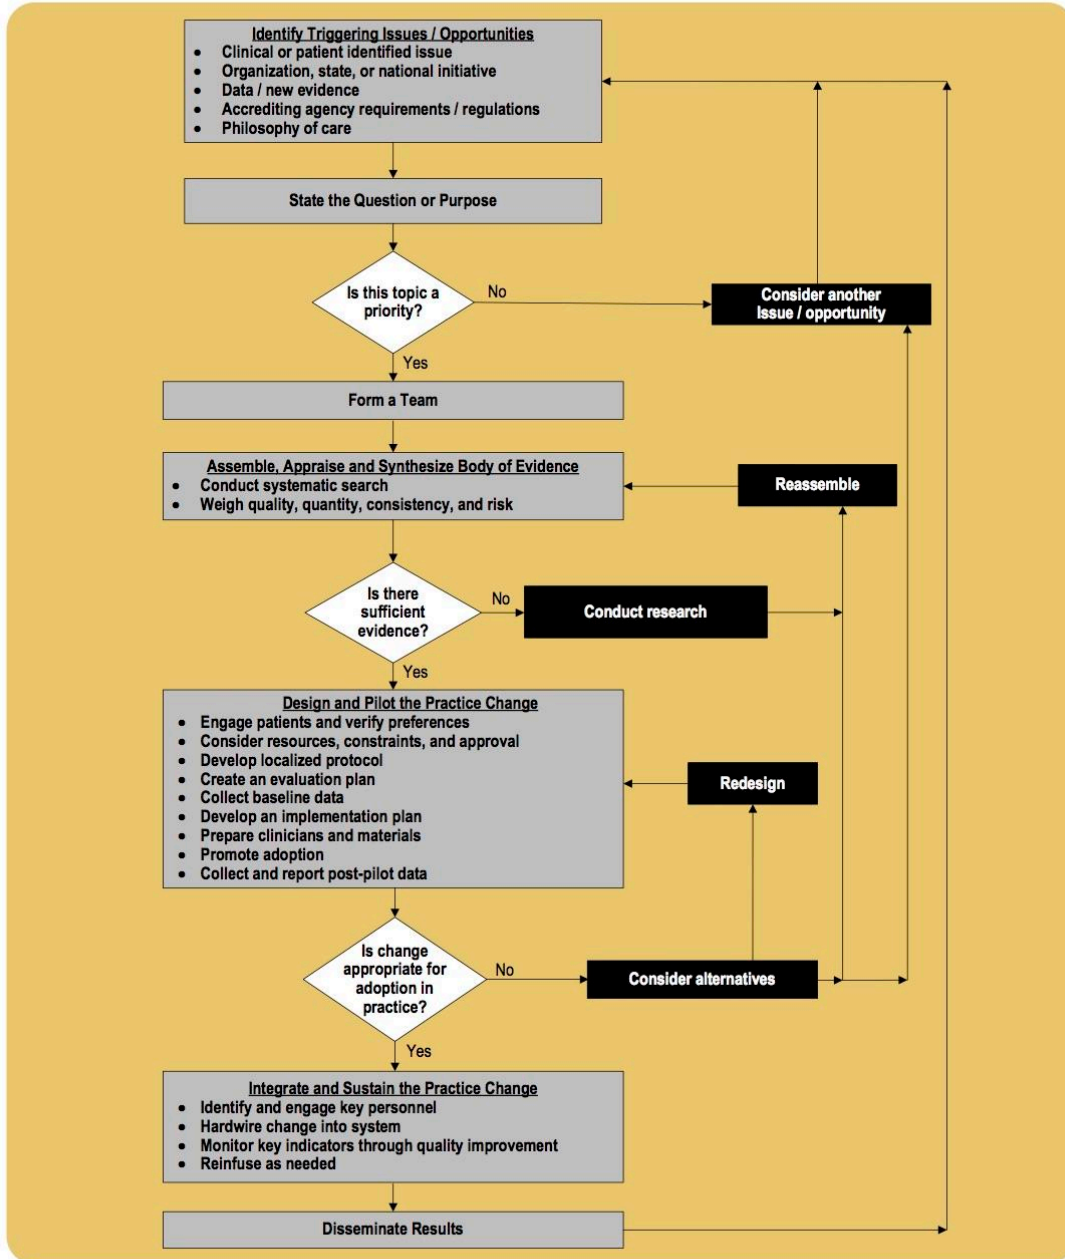 Identify Triggering Issues / Opportunities
• Clinical or patient identified issue
• Organization, state, or national initiative
• Data / new evidence
• Accrediting agency requirements / regulations
• Philosophy of care
State the Question or Purpose
Is this topic a
priority?
No
Consider another
Issue / opportunity
Yes
Form a Team
Assemble, Appraise and Synthesize Body of Evidence
• Conduct systematic search
• Weigh quality, quantity, consistency, and risk
Reassemble
Is there
sufficient
evidence?
No
Conduct research
Yes
Design and Pilot the Practice Change
• Engage patients and verify preferences
• Consider resources, constraints, and approval
• Develop localized protocol
• Create an evaluation plan
• Collect baseline data
• Develop an implementation plan
• Prepare clinicians and materials
• Promote adoption
• Collect and report post-pilot data
Redesign
Is change
appropriate for
adoption in
practice?
No
Consider alternatives
Yes
Integrate and Sustain the Practice Change
• Identify and engage key personnel
• Hardwire change into system
• Monitor key indicators through quality improvement
• Reinfuse as needed
Disseminate Results